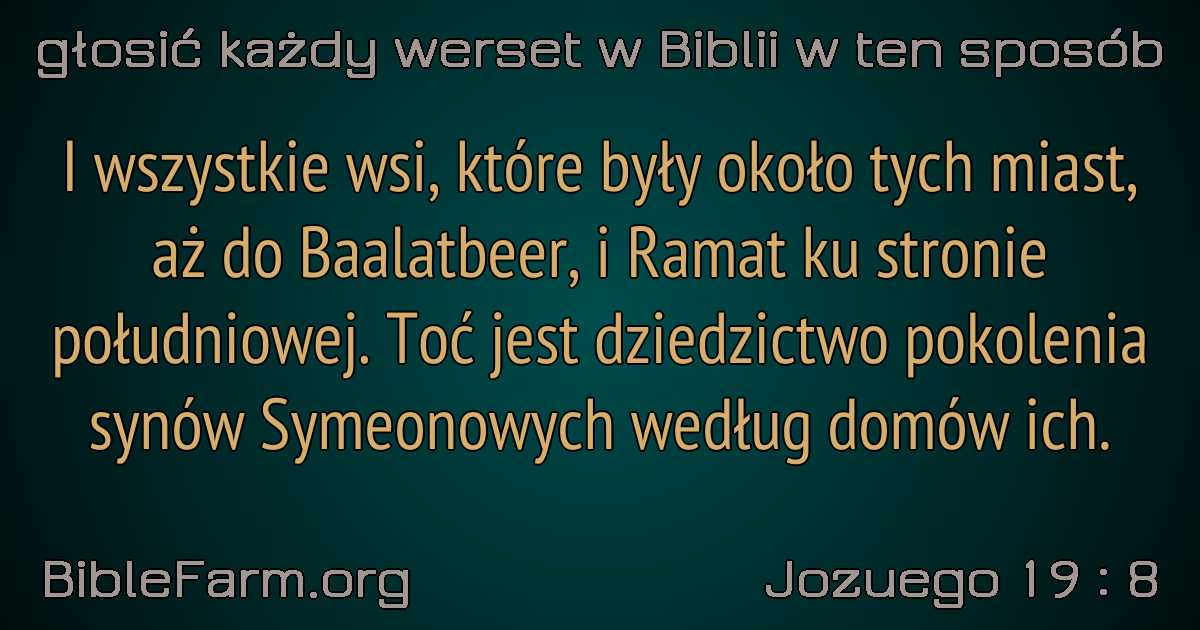 głosić każdy werset w Biblii w ten sposób
I wszystkie wsi, które były około tych miast,
aż do Baalatbeer, i Ramat ku stronie
południowej. Toć jest dziedzictwo pokolenia
synów Symeonowych według domów ich.
BibleFarm.org
Jozuego 19 : 8